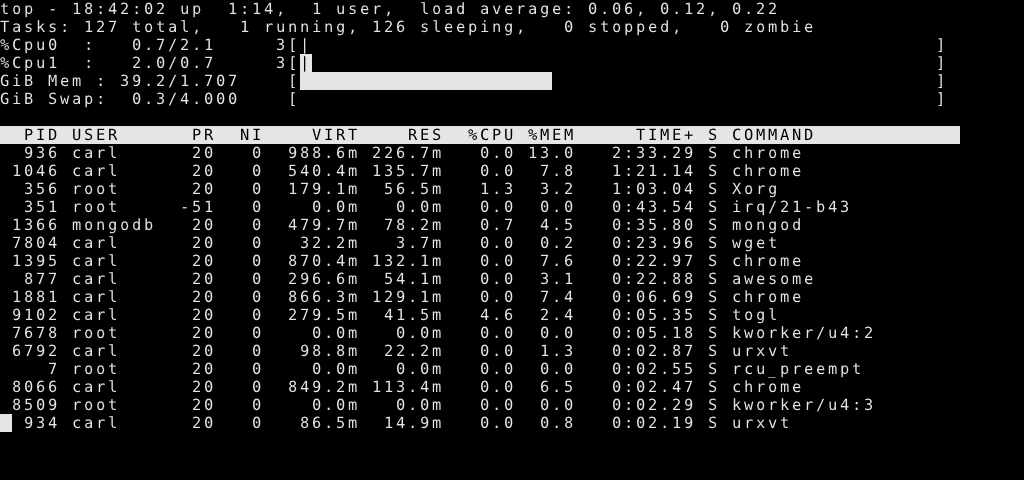 top - 18:42:02 up  1:14,  1 user,  load average: 0.06, 0.12, 0.22
Tasks: 127 total,   1 running, 126 sleeping,   0 stopped,   0 zombie
%Cpu0  :   0.7/2.1     3[|                                                     ]
%Cpu1  :   2.0/0.7     3[|                                                     ]
GiB Mem : 39.2/1.707    [                                                     ]
GiB Swap:  0.3/4.000    [                                                     ]
  PID USER      PR  NI    VIRT    RES  %CPU %MEM     TIME+ S COMMAND
  936 carl      20   0  988.6m 226.7m   0.0 13.0   2:33.29 S chrome
 1046 carl      20   0  540.4m 135.7m   0.0  7.8   1:21.14 S chrome
  356 root      20   0  179.1m  56.5m   1.3  3.2   1:03.04 S Xorg
  351 root     -51   0    0.0m   0.0m   0.0  0.0   0:43.54 S irq/21-b43
 1366 mongodb   20   0  479.7m  78.2m   0.7  4.5   0:35.80 S mongod
 7804 carl      20   0   32.2m   3.7m   0.0  0.2   0:23.96 S wget
 1395 carl      20   0  870.4m 132.1m   0.0  7.6   0:22.97 S chrome
  877 carl      20   0  296.6m  54.1m   0.0  3.1   0:22.88 S awesome
 1881 carl      20   0  866.3m 129.1m   0.0  7.4   0:06.69 S chrome
 9102 carl      20   0  279.5m  41.5m   4.6  2.4   0:05.35 S togl
 7678 root      20   0    0.0m   0.0m   0.0  0.0   0:05.18 S kworker/u4:2
 6792 carl      20   0   98.8m  22.2m   0.0  1.3   0:02.87 S urxvt
    7 root      20   0    0.0m   0.0m   0.0  0.0   0:02.55 S rcu_preempt
 8066 carl      20   0  849.2m 113.4m   0.0  6.5   0:02.47 S chrome
 8509 root      20   0    0.0m   0.0m   0.0  0.0   0:02.29 S kworker/u4:3
  934 carl      20   0   86.5m  14.9m   0.0  0.8   0:02.19 S urxvt